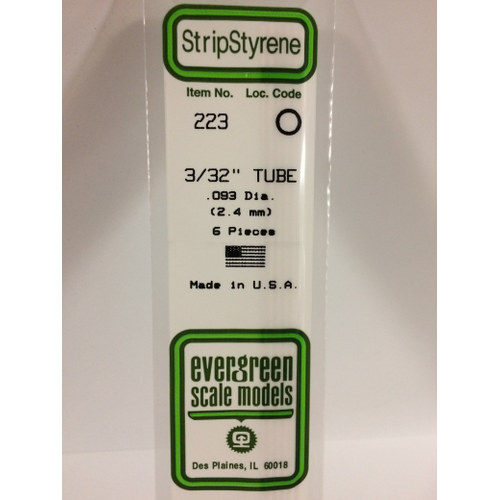 StripStyrene
Item No. Loc. Code
223
3/32" TUBE
.093 Dia.
(2.4 mm)
6 Pieces
Made in U.S.A.
evergreen
scale models
Des Plaines, IL 60018